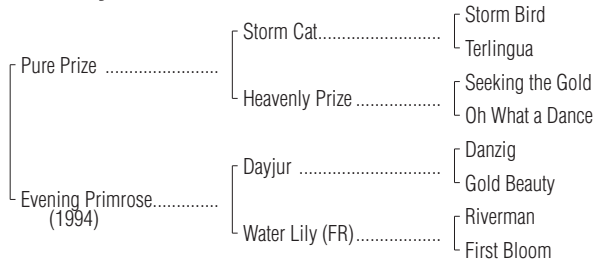 Storm Bird
Storm Cat........................
Terlingua
Pure Prize ......................
Seeking the Gold
Heavenly Prize ................
Oh What a Dance
Danzig
Dayjur ...........................
Gold Beauty
Evening Primrose.............
(1994)
Riverman
Water Lily (FR).................
First Bloom